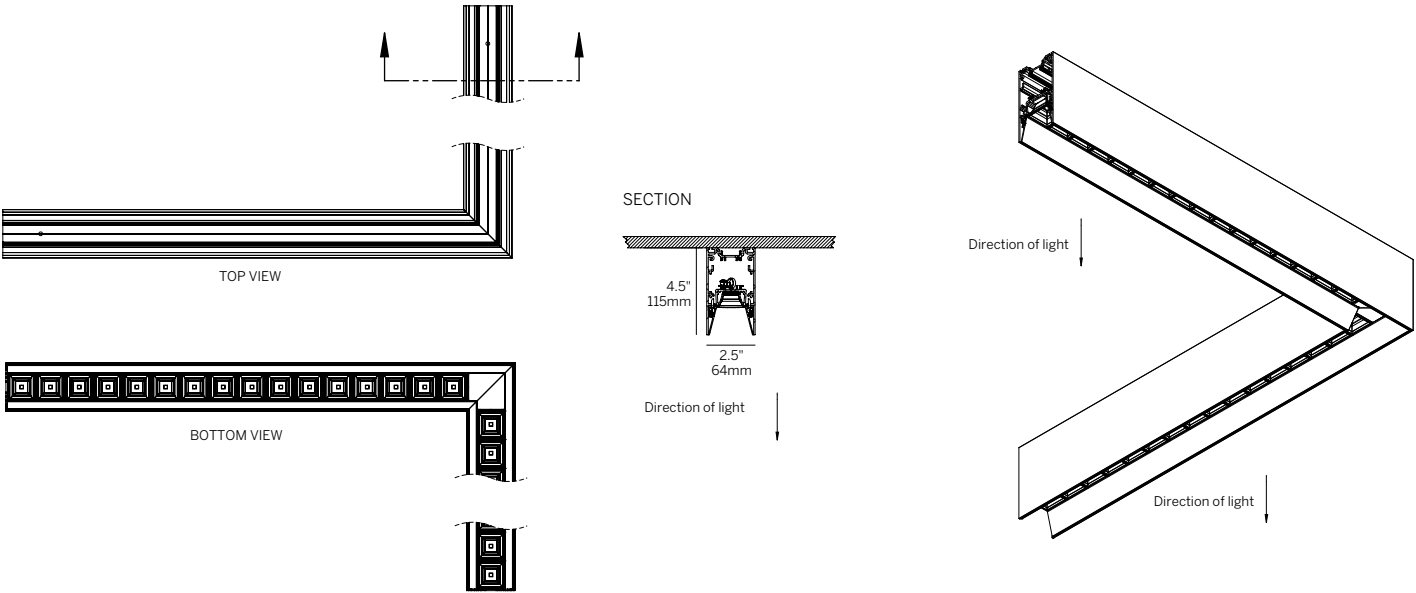 TOP VIEW
BOTTOM VIEW
SECTION
4.5"
115mm
2.5"
64mm
Direction of light
Direction of light
Direction of light